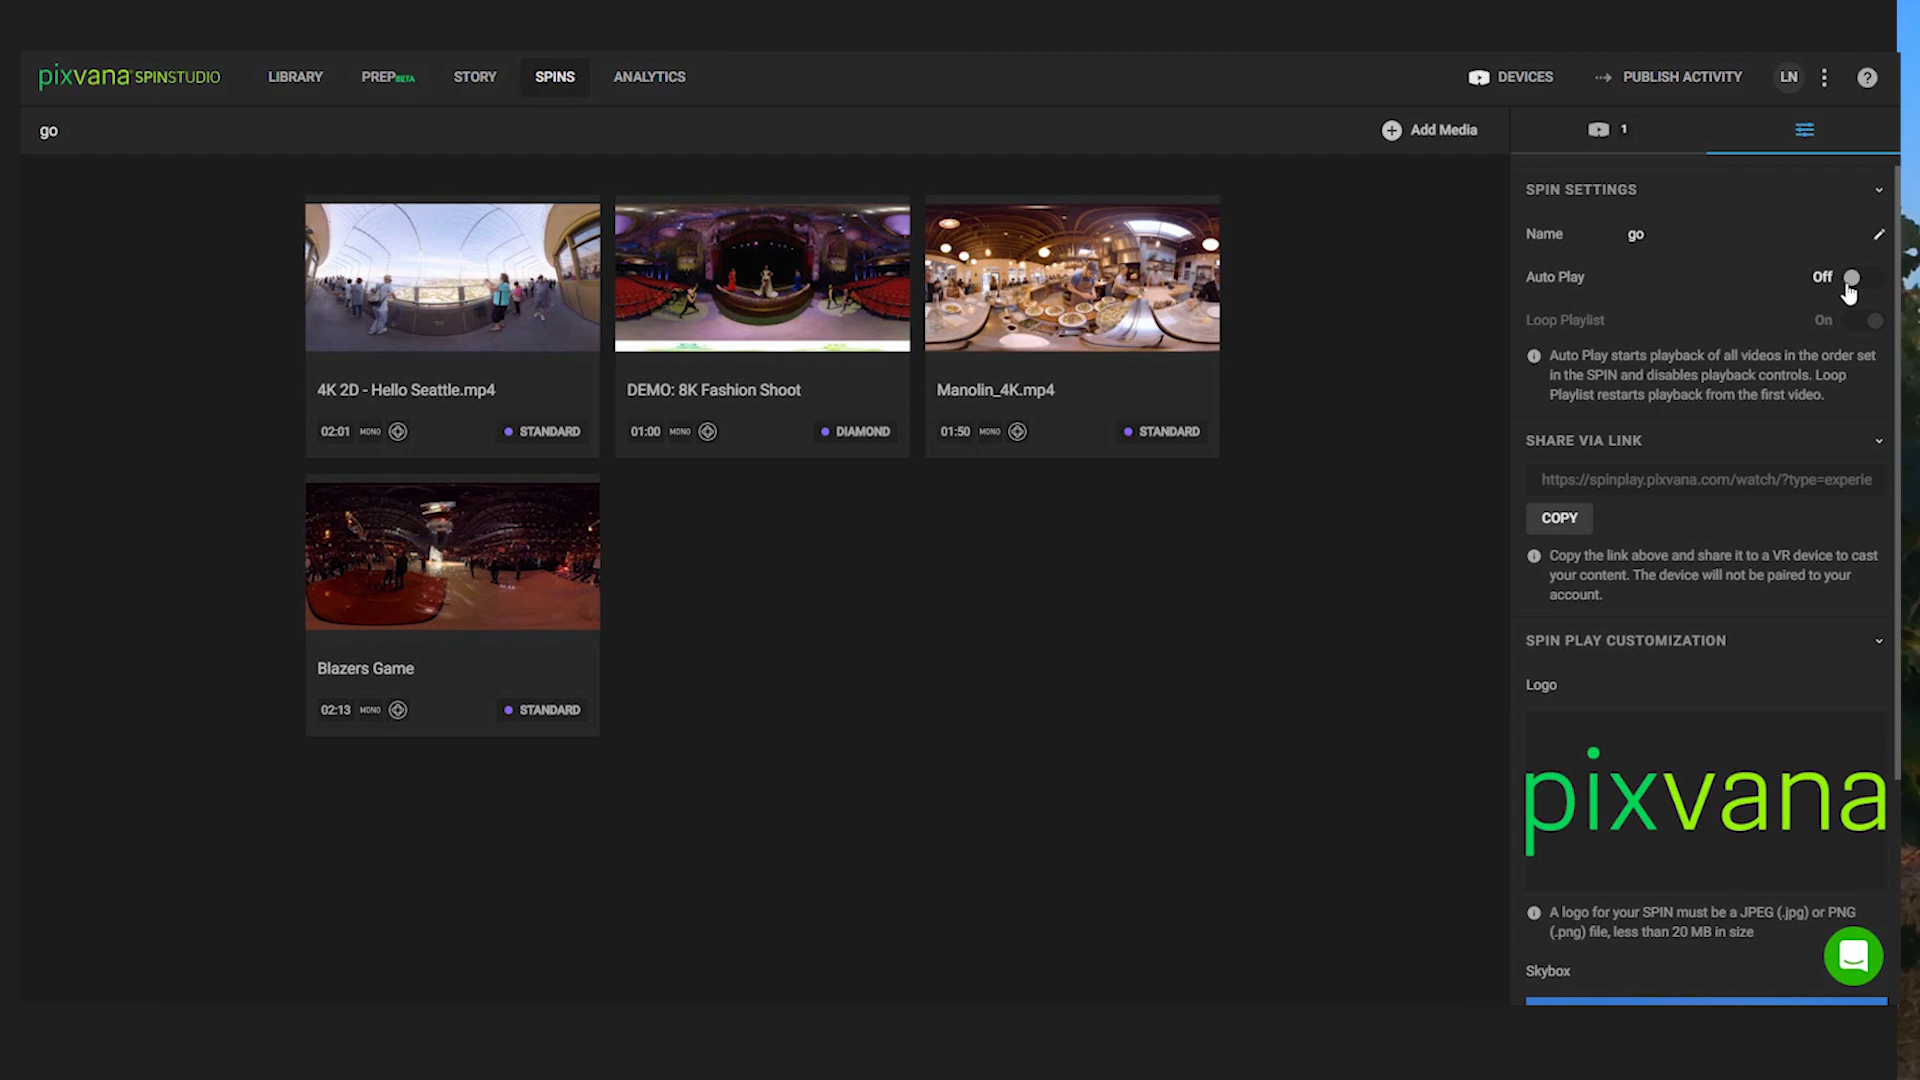 pixvana SPINSTUDIO
LIBRARY
PREP BETA
STORY
SPINS
ANALYTICS
DEVICES
PUBLISH ACTIVITY
LN
?
go
Add Media
1
4K 2D - Hello Seattle.mp4
02:01 MONO
STANDARD
DEMO: 8K Fashion Shoot
01:00 MONO
DIAMOND
Manolin_4K.mp4
01:50 MONO
STANDARD
Blazers Game
02:13 MONO
STANDARD
SPIN SETTINGS
Name go
Auto Play Off
Loop Playlist On
Auto Play starts playback of all videos in the order set
in the SPIN and disables playback controls. Loop
Playlist restarts playback from the first video.
SHARE VIA LINK
https://spinplay.pixvana.com/watch/?type=experie
COPY
Copy the link above and share it to a VR device to cast
your content. The device will not be paired to your
account.
SPIN PLAY CUSTOMIZATION
Logo
pixvana
A logo for your SPIN must be a JPEG (.jpg) or PNG
(.png) file, less than 20 MB in size
Skybox